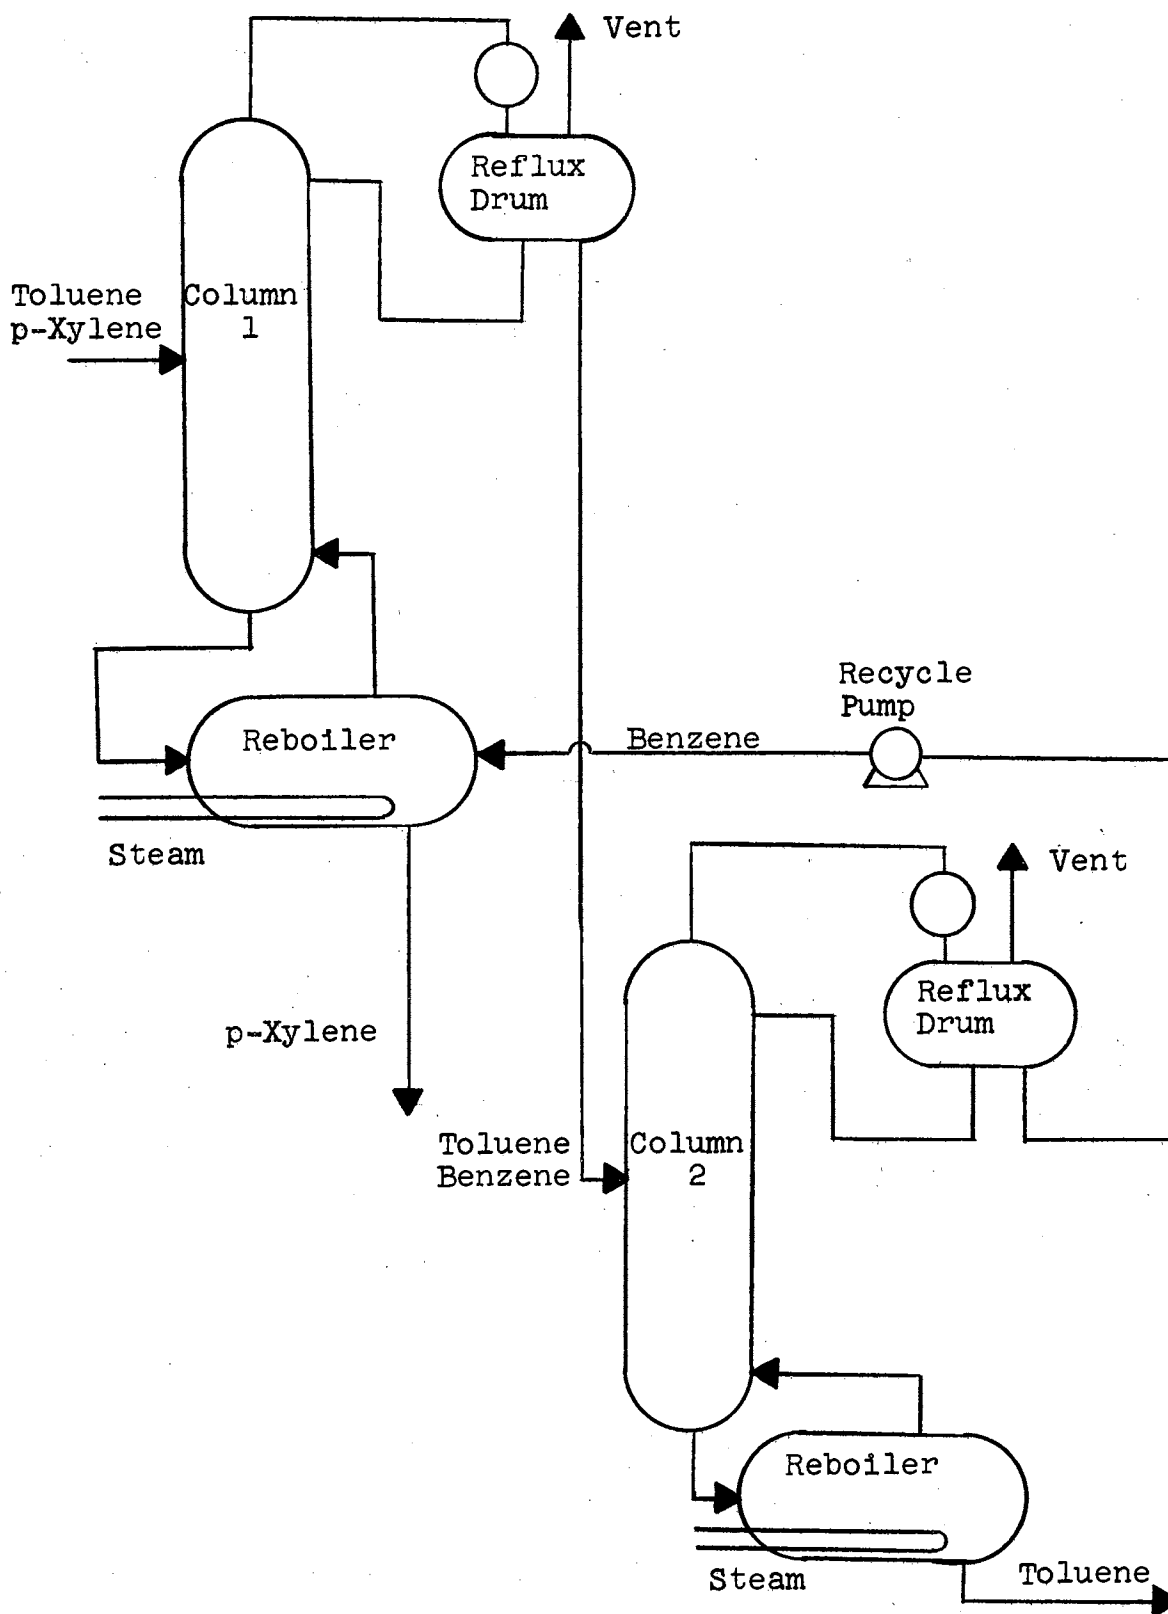 Vent
Reflux
Drum
Toluene
p-Xylene
Column
1
Recycle
Pump
Reboiler
Benzene
Steam
Vent
Reflux
Drum
p-Xylene
Toluene
Benzene
Column
2
Reboiler
Steam
Toluene